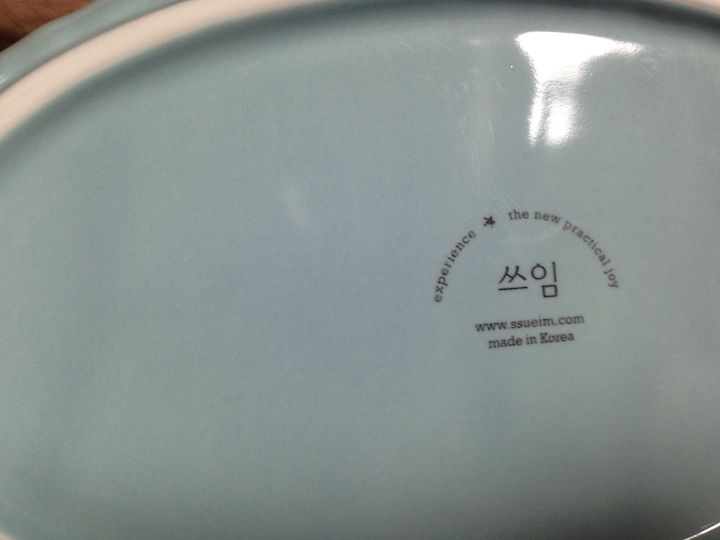 experience * the new practical joy
쓰임
www.ssueim.com
made in Korea